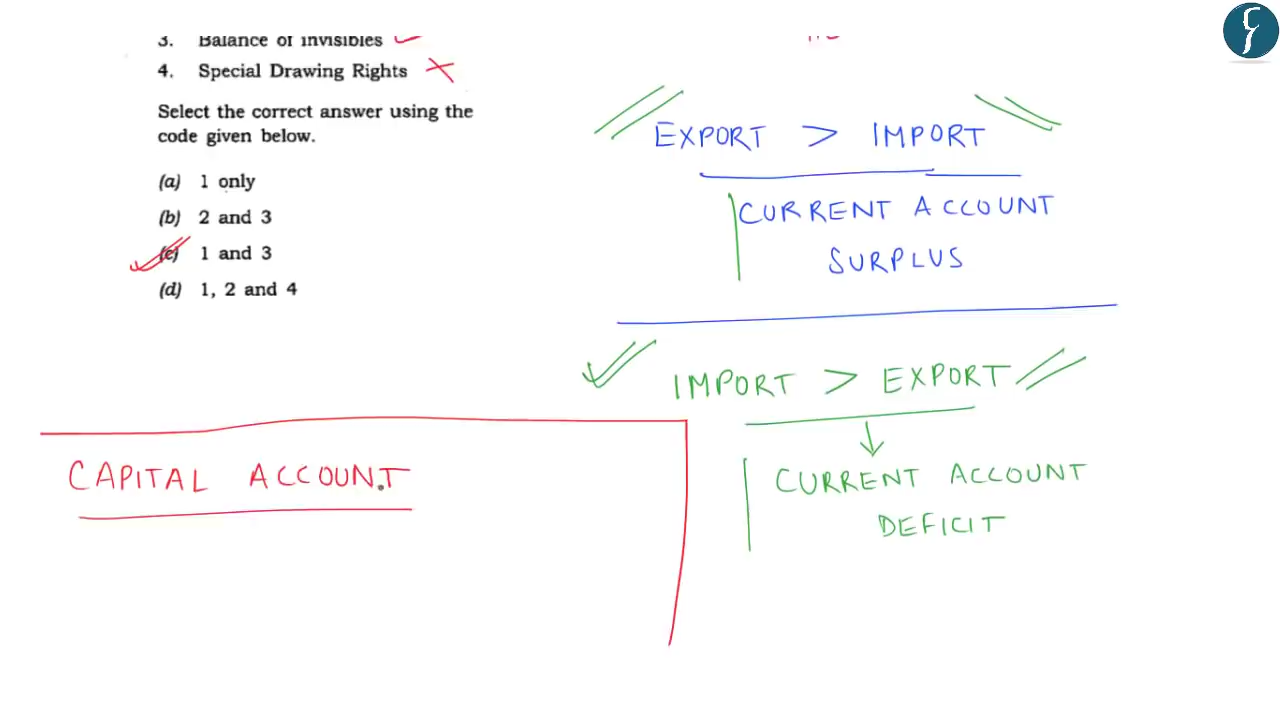 3. Balance of Invisibles
4. Special Drawing Rights
Select the correct answer using the
code given below.
(a) 1 only
(b) 2 and 3
(c) 1 and 3
(d) 1, 2 and 4
EXPORT > IMPORT
CURRENT ACCOUNT
SURPLUS
IMPORT > EXPORT
CURRENT ACCOUNT
DEFICIT
CAPITAL ACCOUNT